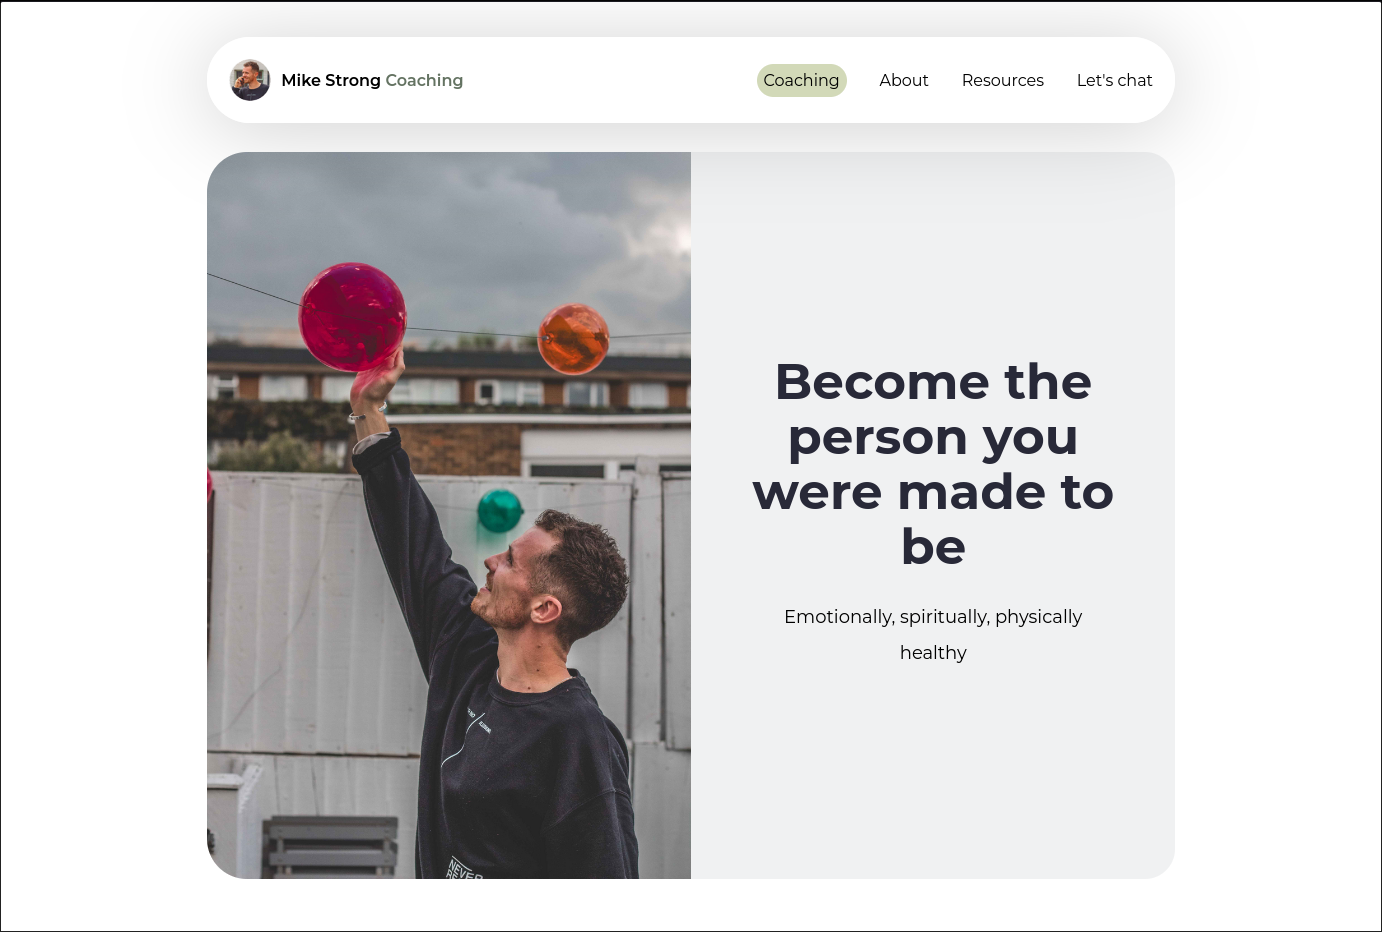 Mike Strong Coaching
Coaching About Resources Let's chat
Become the
person you
were made to
be
Emotionally, spiritually, physically
healthy
NEVER